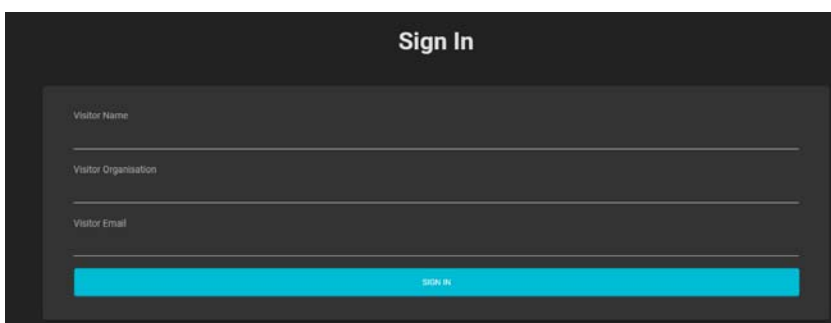 Sign In
Visitor Name
Visitor Organisation
Visitor Email
SIGN IN